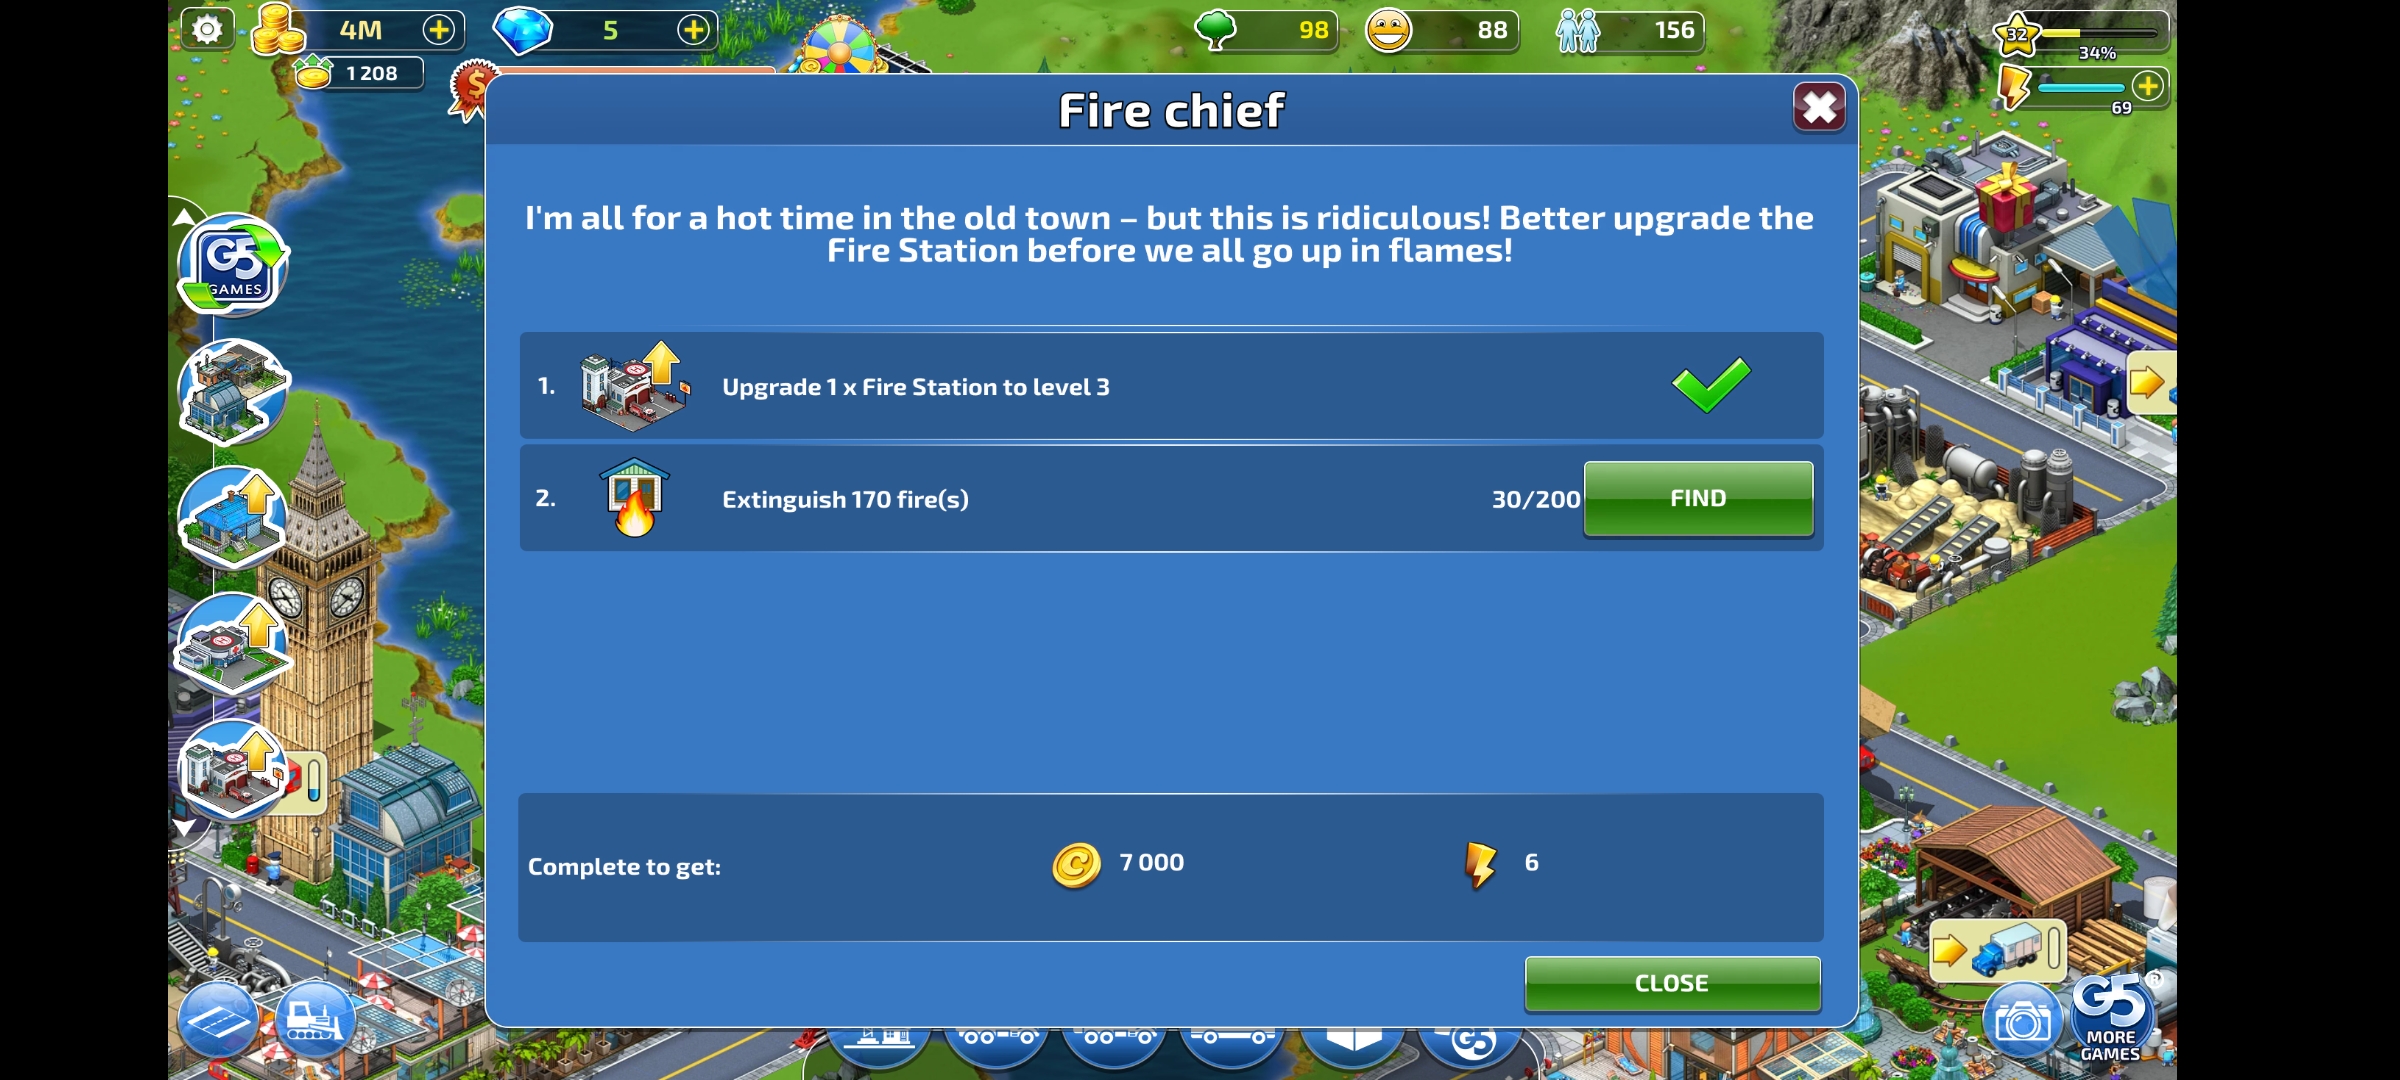 4M
5
98
88
156
32
34%
1 208
69
Fire chief
I'm all for a hot time in the old town – but this is ridiculous! Better upgrade the
Fire Station before we all go up in flames!
G5
GAMES
1.
Upgrade 1 x Fire Station to level 3
2.
Extinguish 170 fire(s)
30/200
FIND
Complete to get:
7 000
6
CLOSE
G5
G5®
MORE
GAMES